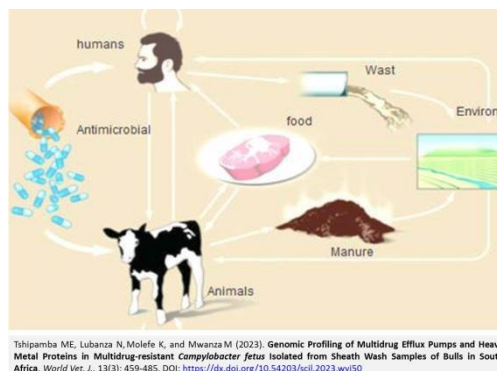 humans
Wast
Antimicrobial
food
Environ
Manure
Animals
Tshipamba ME, Lubanza N, Molefe K, and Mwanza M (2023). Genomic Profiling of Multidrug Efflux Pumps and Heav
Metal Proteins in Multidrug-resistant Campylobacter fetus Isolated from Sheath Wash Samples of Bulls in Sout
Africa. World Vet. J., 13(3): 459-485. DOI: https://dx.doi.org/10.54203/scil.2023.wvj50